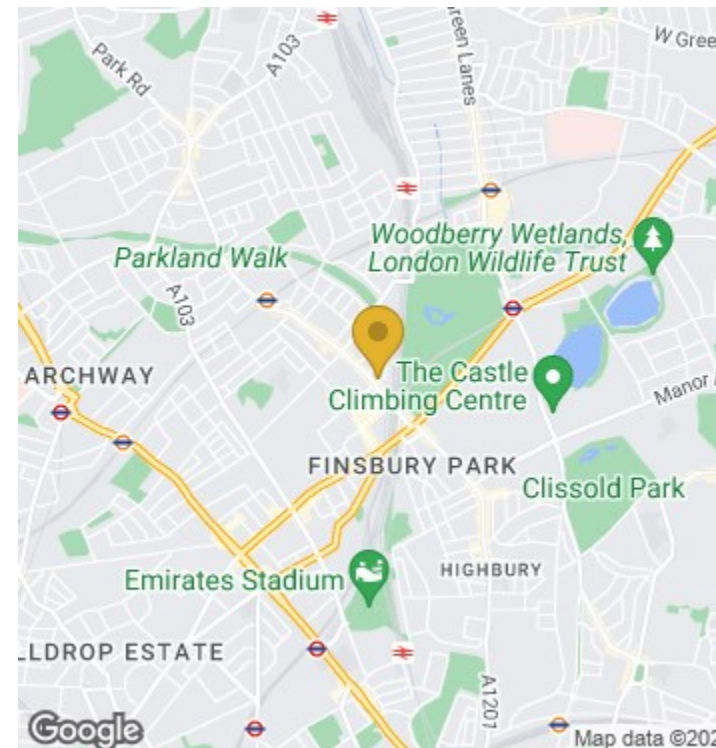 Park Rd
A103
Green Lanes
W Gree
Woodberry Wetlands,
London Wildlife Trust
Parkland Walk
A103
ARCHWAY
The Castle
Climbing Centre
Manor
FINSBURY PARK
Clissold Park
Emirates Stadium
HIGHBURY
LLDROP ESTATE
A1201
Google
Map data ©202